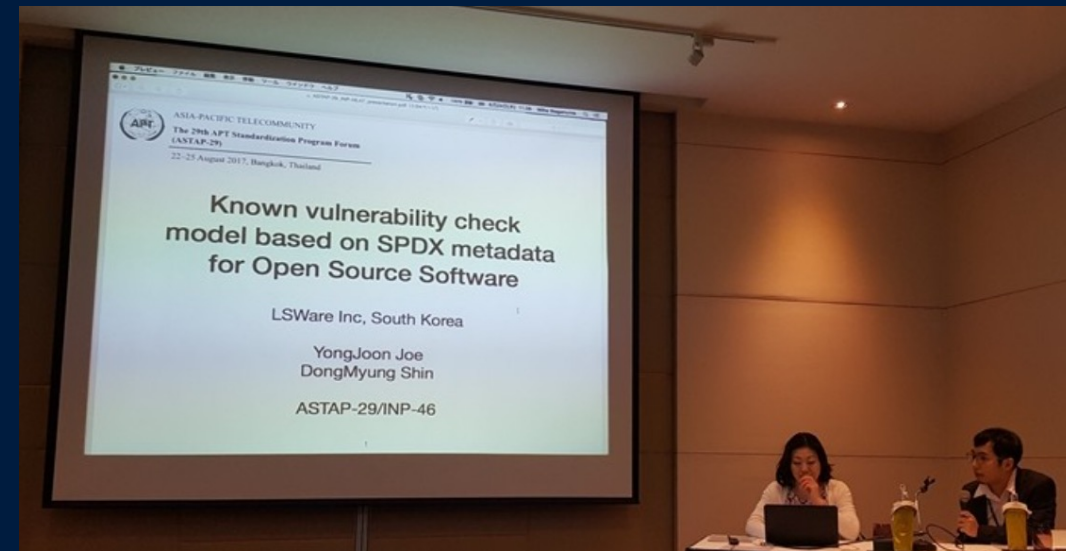 APT
ASIA-PACIFIC TELECOMMUNITY
The 29th APT Standardization Program Forum
(ASTAP-29)
22–25 August 2017, Bangkok, Thailand
Known vulnerability check
model based on SPDX metadata
for Open Source Software
LSWare Inc, South Korea
YongJoon Joe
DongMyung Shin
ASTAP-29/INP-46
1